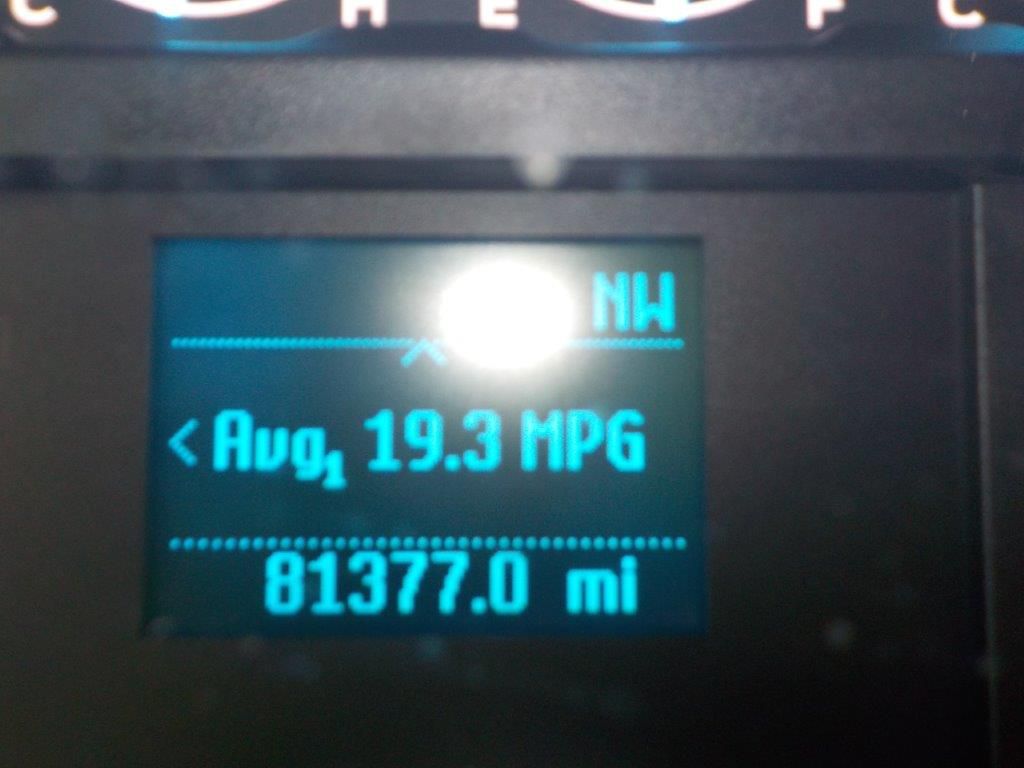 C H E F C
NW
<Avg1 19.3 MPG
81377.0 mi